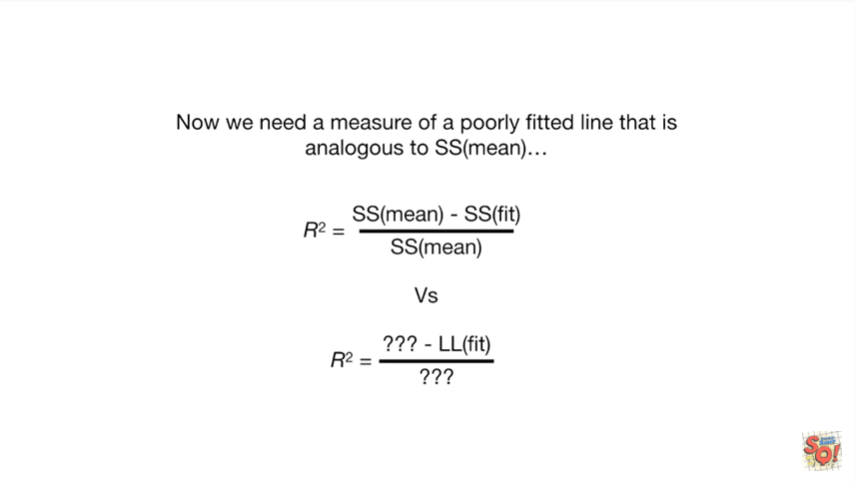 Now we need a measure of a poorly fitted line that is
analogous to SS(mean)…
R² = SS(mean) - SS(fit)
SS(mean)
Vs
R² = ??? - LL(fit)
???
SQ!